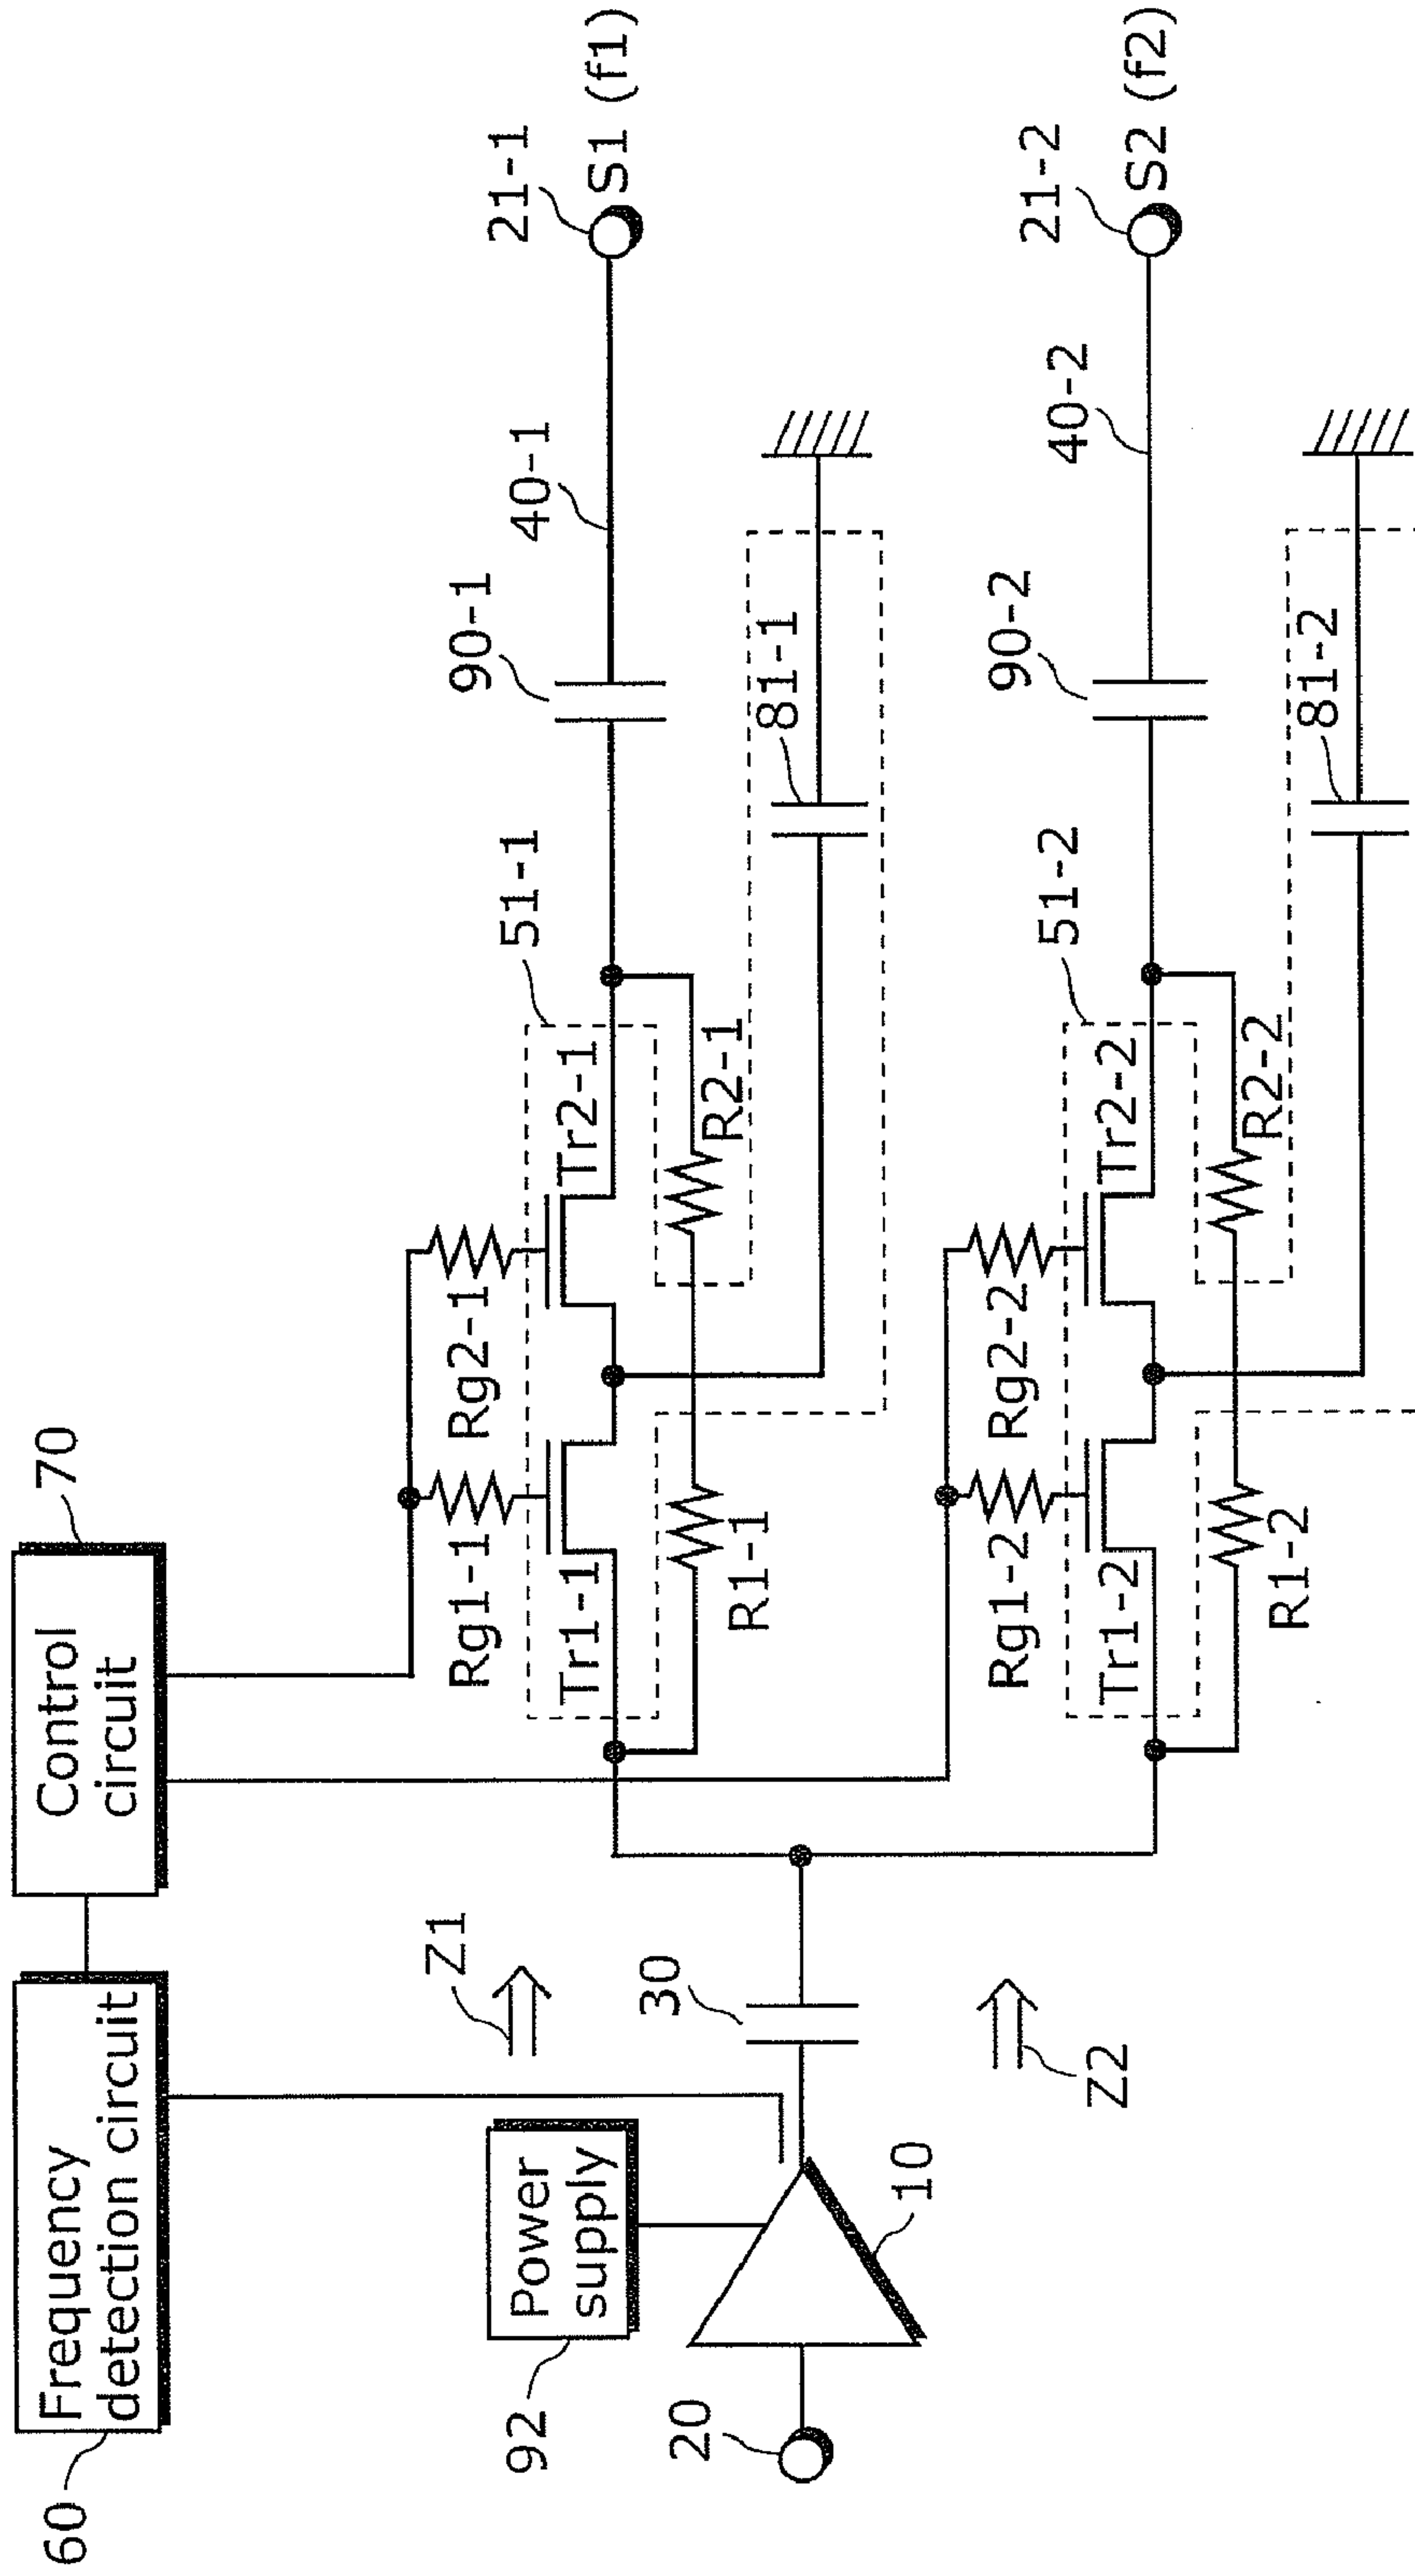 60
Frequency
detection circuit
Control
circuit
70
92
Power
supply
20
10
30
Z1
Z2
Rg1-1
Rg2-1
Tr1-1
Tr2-1
51-1
R1-1
R2-1
90-1
81-1
40-1
21-1
S1 (f1)
Rg1-2
Rg2-2
Tr1-2
Tr2-2
51-2
R1-2
R2-2
90-2
81-2
40-2
21-2
S2 (f2)